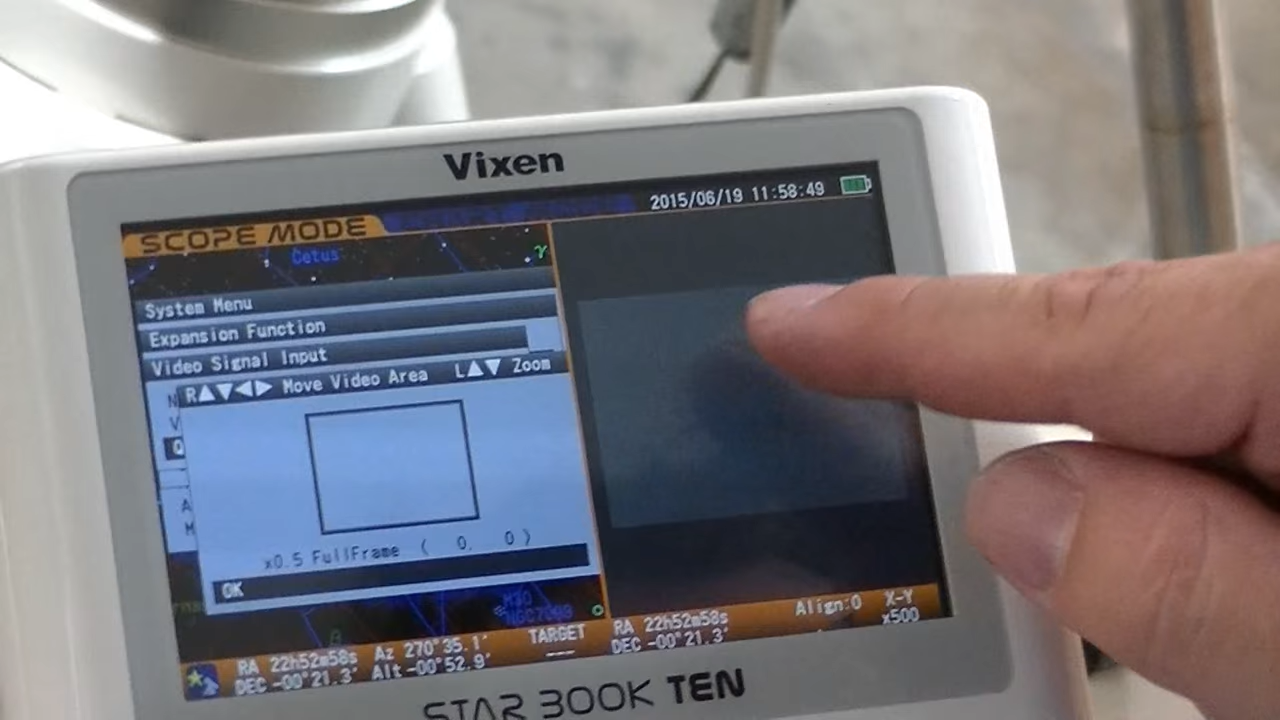 Vixen
2015/06/19 11:58:49
SCOPE MODE
Cetus
γ
System Menu
Expansion Function
Video Signal Input
R▲▼◀▶ Move Video Area L▲▼ Zoom
x0.5 FullFrame ( 0, 0)
OK
RA 22h52m58s Az 270°35.1'
DEC -00°21.3' Alt -00°52.9'
TARGET
---
RA 22h52m58s
DEC -00°21.3'
Align:0
X-Y
x500
STAR BOOK TEN